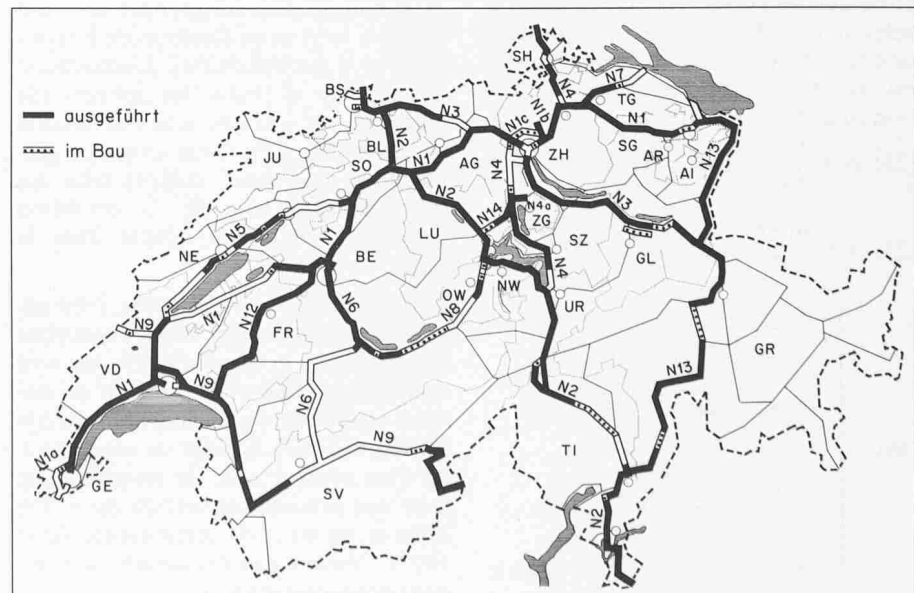 ausgeführt
im Bau
SH
N4
N7
TG
BS
N3
N1b
N1c
N1
BL
N2
N1
AG
N4
ZH
SG
AR
AI
N13
JU
SO
N2
N14
N4a
ZG
N3
N5
NE
N1
BE
LU
SZ
GL
N4
OW
NW
N8
UR
N1
N12
N6
N9
FR
GR
VD
N1
N9
N13
N2
N6
N9
TI
N1a
GE
SV
N2